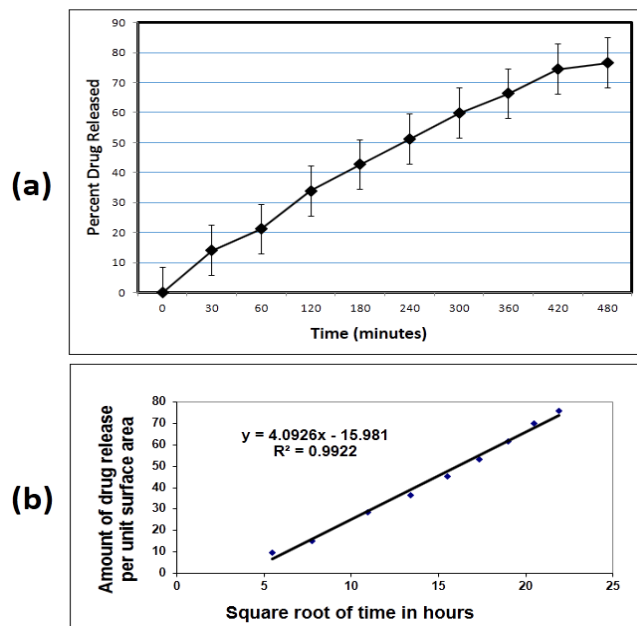 (a)
Percent Drug Released
90
80
70
60
50
40
30
20
10
0
0 30 60 120 180 240 300 360 420 480
Time (minutes)
(b)
Amount of drug release
per unit surface area
80
70
60
50
40
30
20
10
0
y = 4.0926x - 15.981
R² = 0.9922
0 5 10 15 20 25
Square root of time in hours